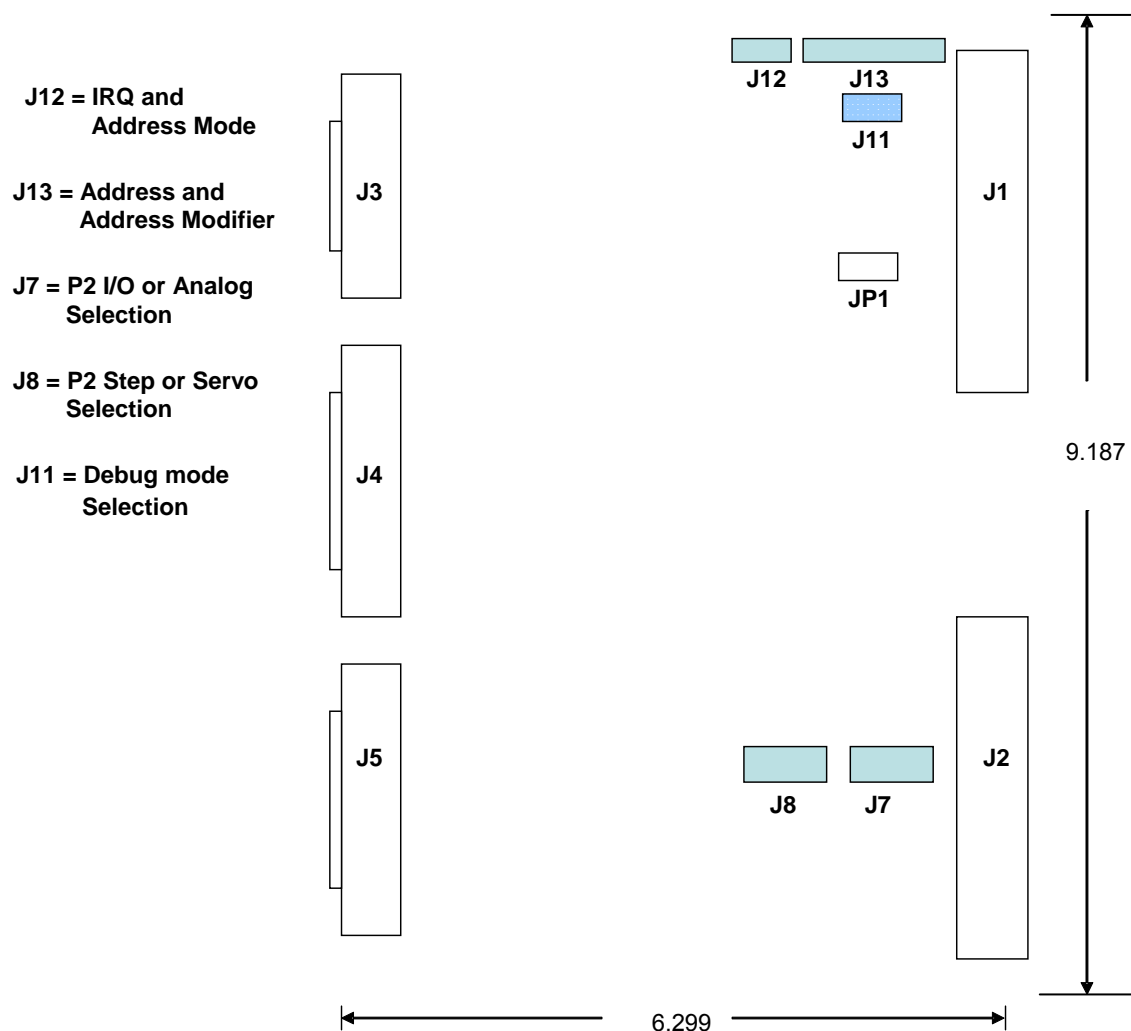 J12 = IRQ and
Address Mode
J13 = Address and
Address Modifier
J7 = P2 I/O or Analog
Selection
J8 = P2 Step or Servo
Selection
J11 = Debug mode
Selection
J3
J4
J5
J12
J13
J11
JP1
J1
9.187
J2
J8
J7
6.299